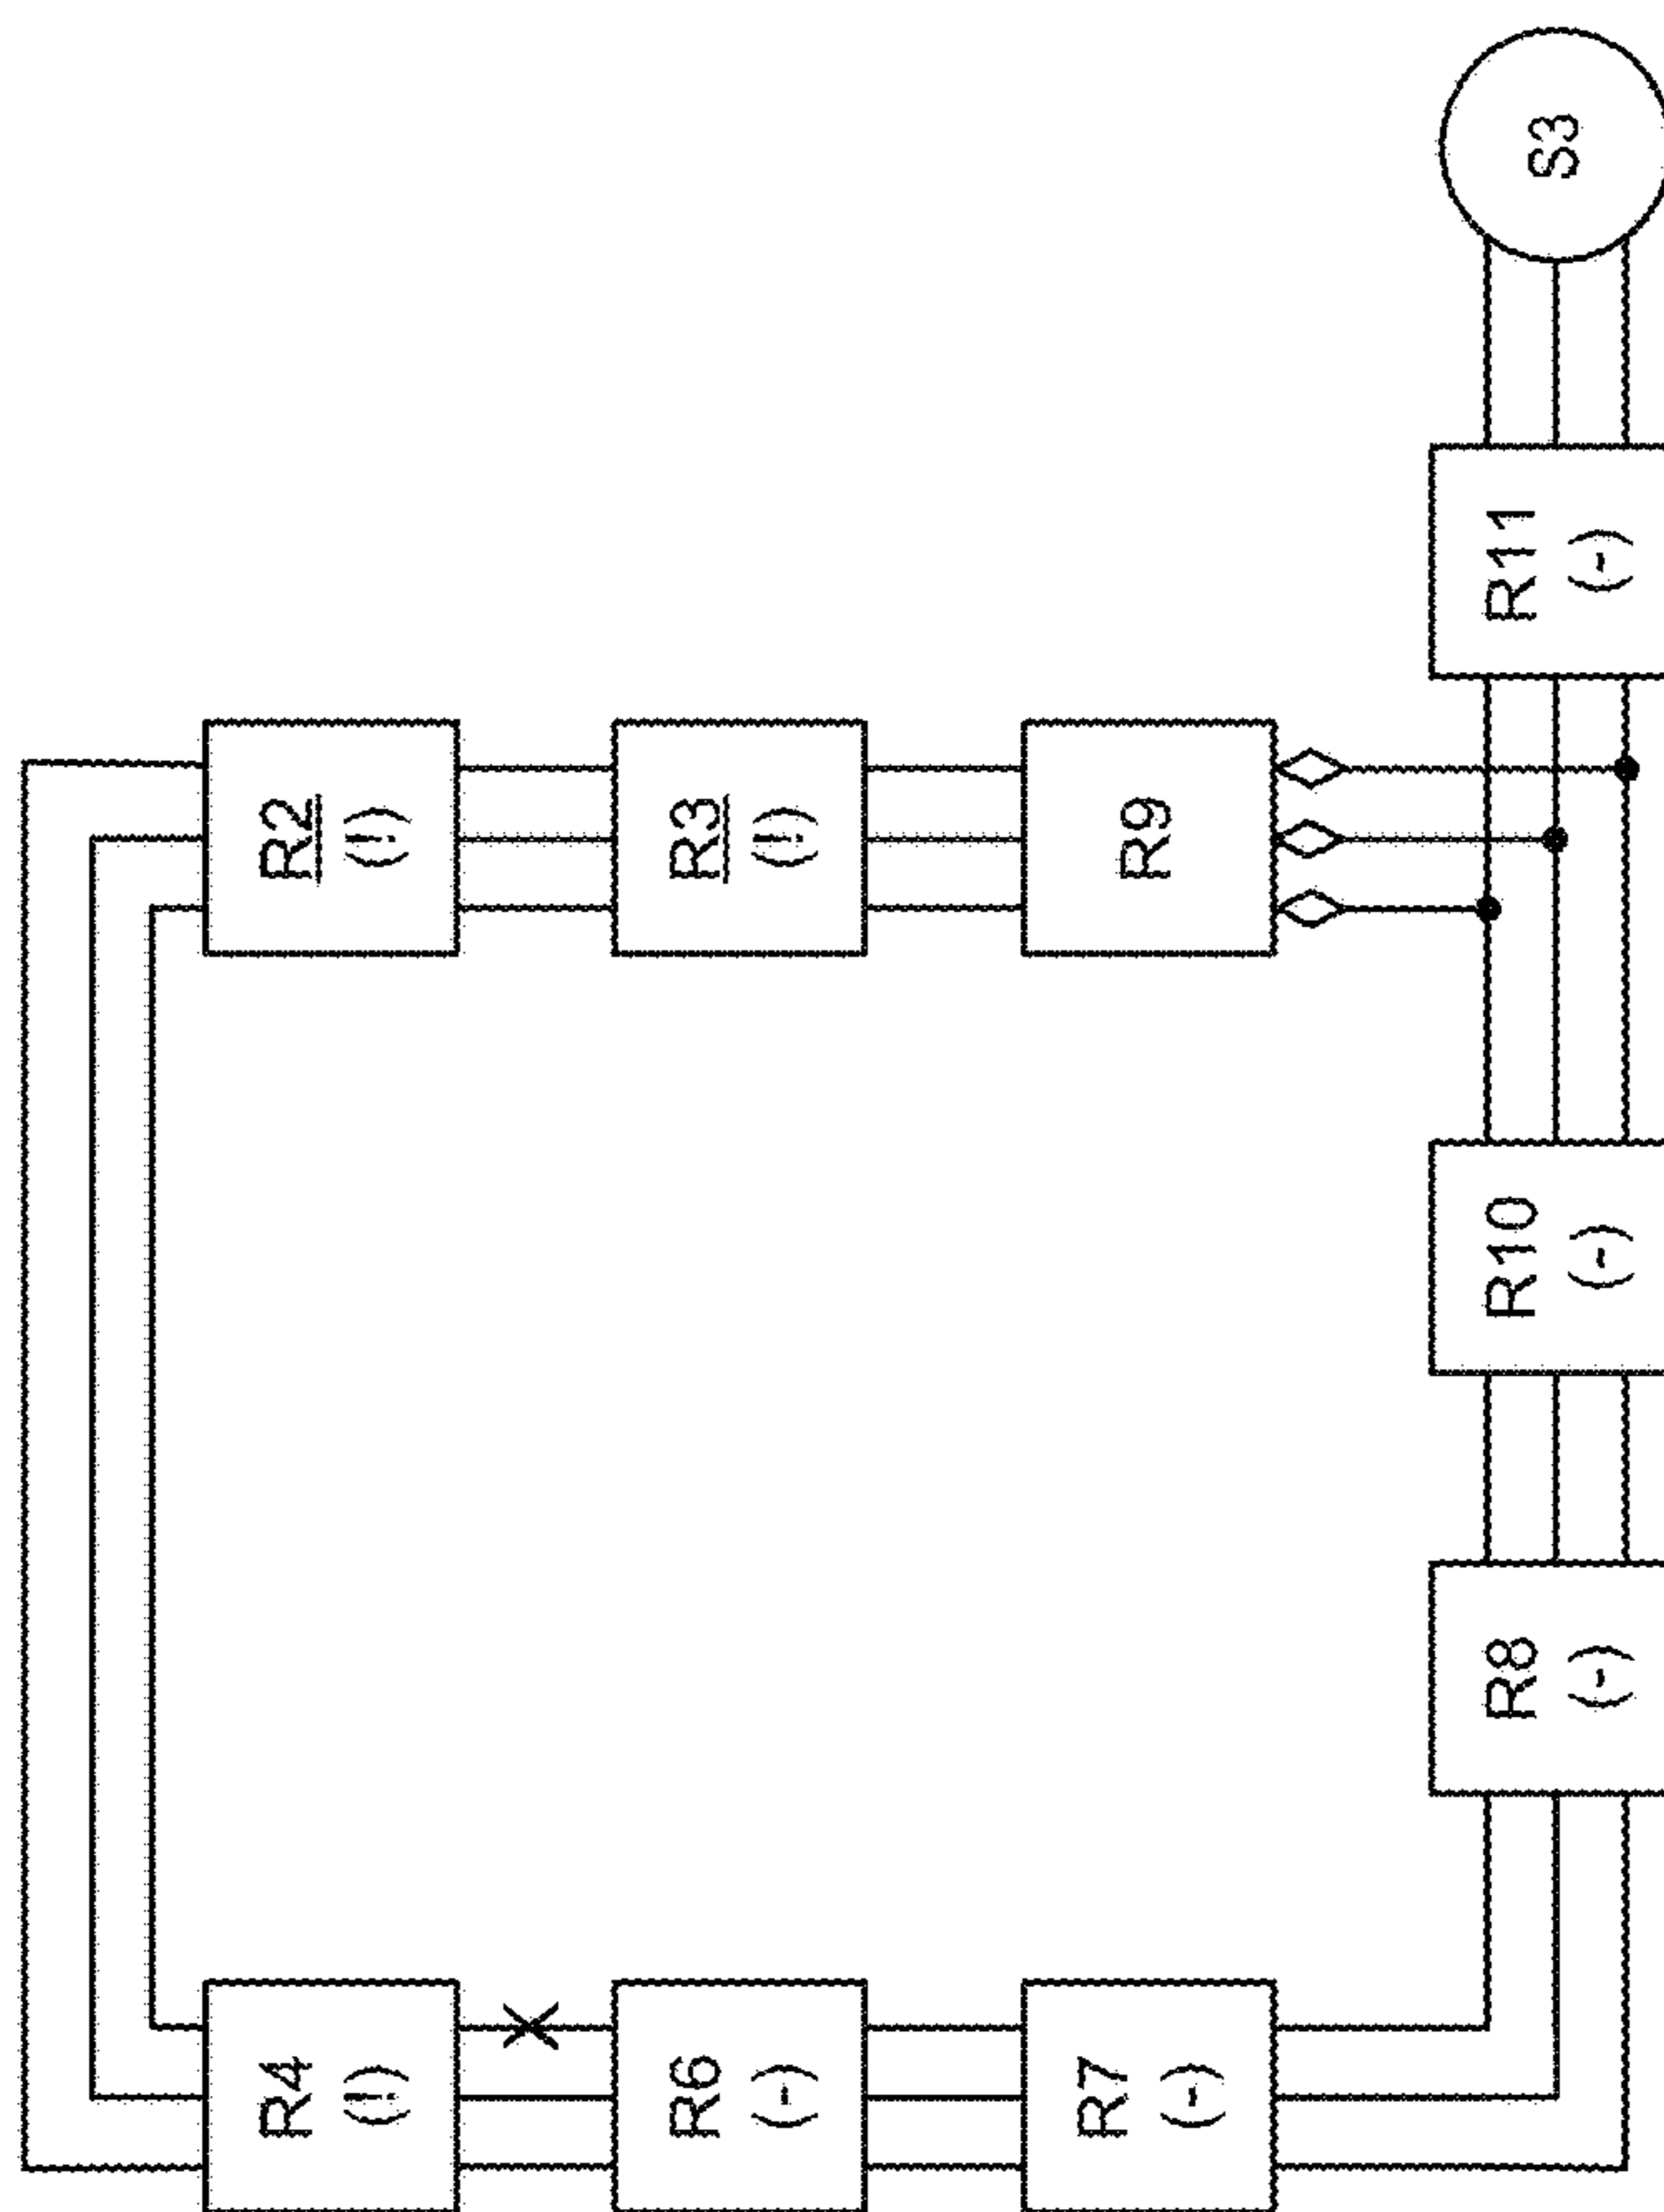 R4
(!)
R6
(-)
R7
(-)
R2
(!)
R3
(!)
R9
R8
(-)
R10
(-)
R11
(-)
S3